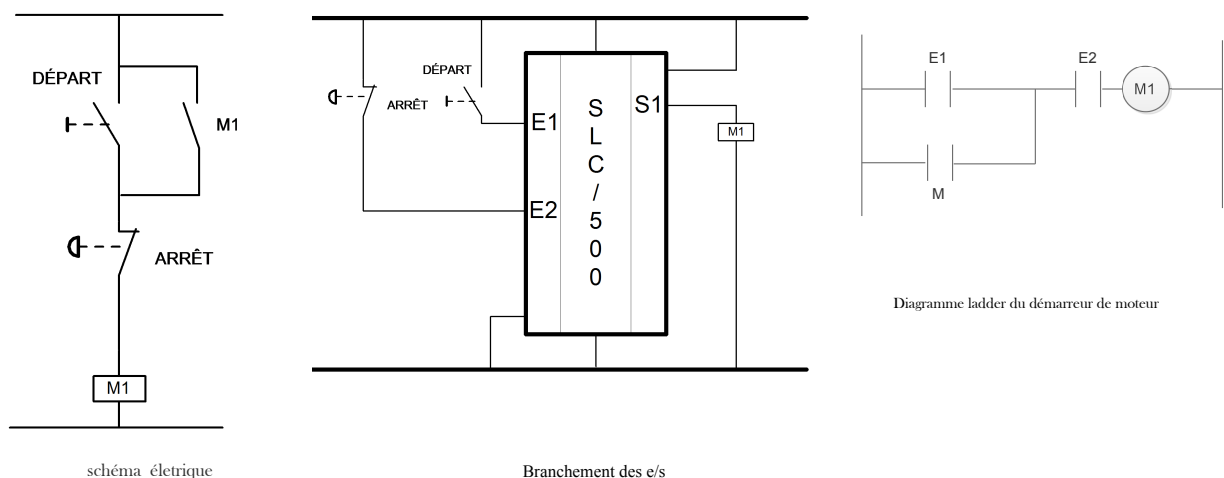 DÉPART
M1
ARRÊT
M1
schéma életrique
DÉPART
ARRÊT
E1
E2
S
L
C
/
5
0
0
S1
M1
Branchement des e/s
E1
E2
M1
M
Diagramme ladder du démarreur de moteur